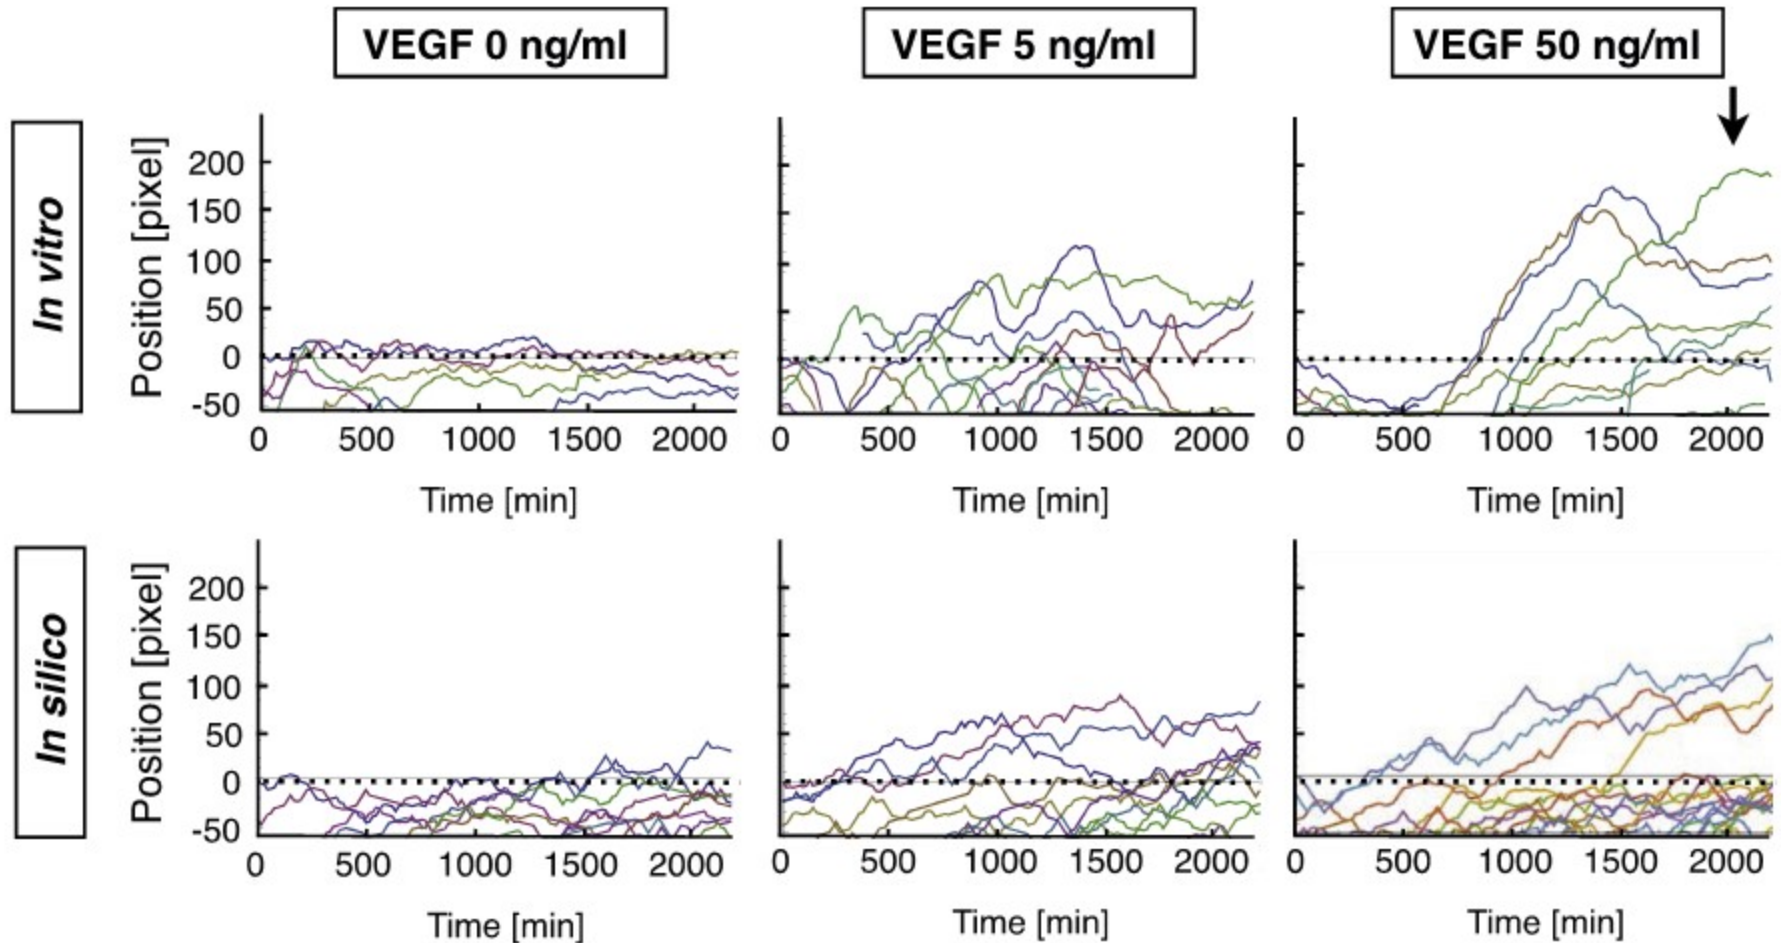 VEGF 0 ng/ml
VEGF 5 ng/ml
VEGF 50 ng/ml
In vitro
Position [pixel]
200
150
100
50
0
-50
0 500 1000 1500 2000
0 500 1000 1500 2000
0 500 1000 1500 2000
Time [min]
Time [min]
Time [min]
In silico
Position [pixel]
200
150
100
50
0
-50
0 500 1000 1500 2000
0 500 1000 1500 2000
0 500 1000 1500 2000
Time [min]
Time [min]
Time [min]